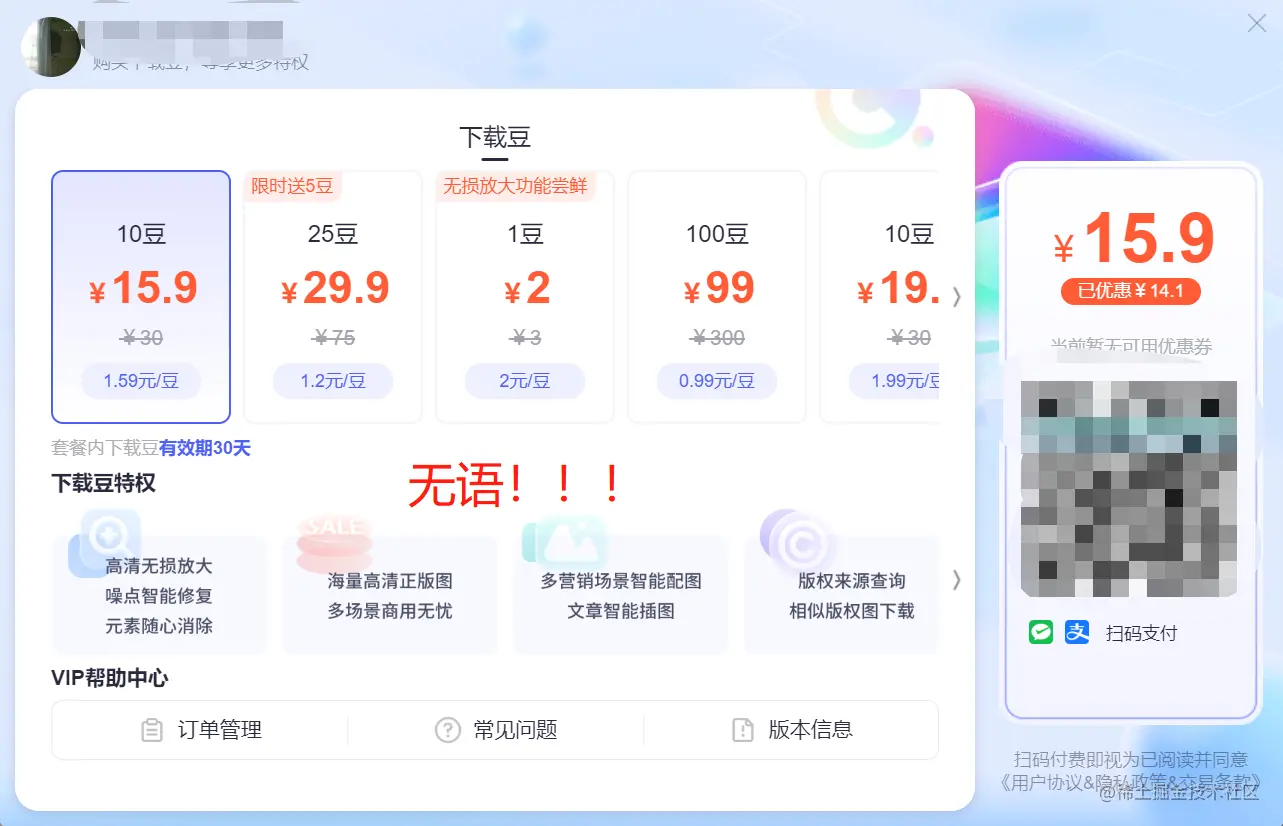 购买下载豆，尊享更多特权
下载豆
限时送5豆
无损放大功能尝鲜
10豆
25豆
1豆
100豆
10豆
¥15.9
¥29.9
¥2
¥99
¥19.
¥30
¥75
¥3
¥300
¥30
1.59元/豆
1.2元/豆
2元/豆
0.99元/豆
1.99元/豆
套餐内下载豆有效期30天
下载豆特权
无语！！！
SALE
高清无损放大
噪点智能修复
元素随心消除
海量高清正版图
多场景商用无忧
多营销场景智能配图
文章智能插图
版权来源查询
相似版权图下载
VIP帮助中心
订单管理
常见问题
版本信息
¥15.9
已优惠¥14.1
当前暂无可用优惠券
支 扫码支付
扫码付费即视为已阅读并同意
《用户协议&隐私政策&交易条款》
@稀土掘金技术社区